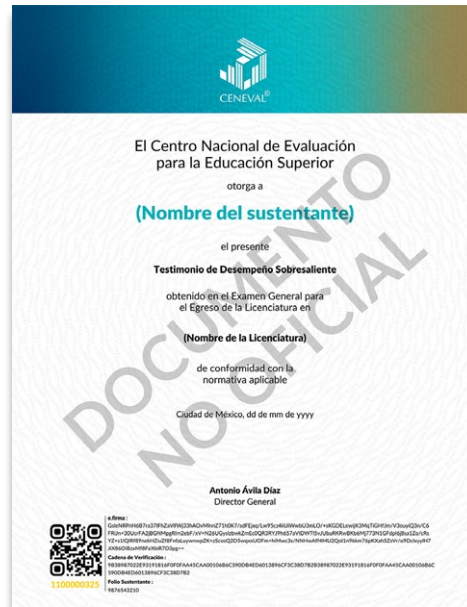 CENEVAL®
El Centro Nacional de Evaluación
para la Educación Superior
otorga a
(Nombre del sustentante)
el presente
Testimonio de Desempeño Sobresaliente
obtenido en el Examen General para
el Egreso de la Licenciatura en
(Nombre de la Licenciatura)
de conformidad con la
normativa aplicable
Ciudad de México, dd de mm de yyyy
DOCUMENTO
NO OFICIAL
Antonio Ávila Díaz
Director General
e.firma :
Cadena de Verificación :
Folio Sustentante :
9876543210
1100000325